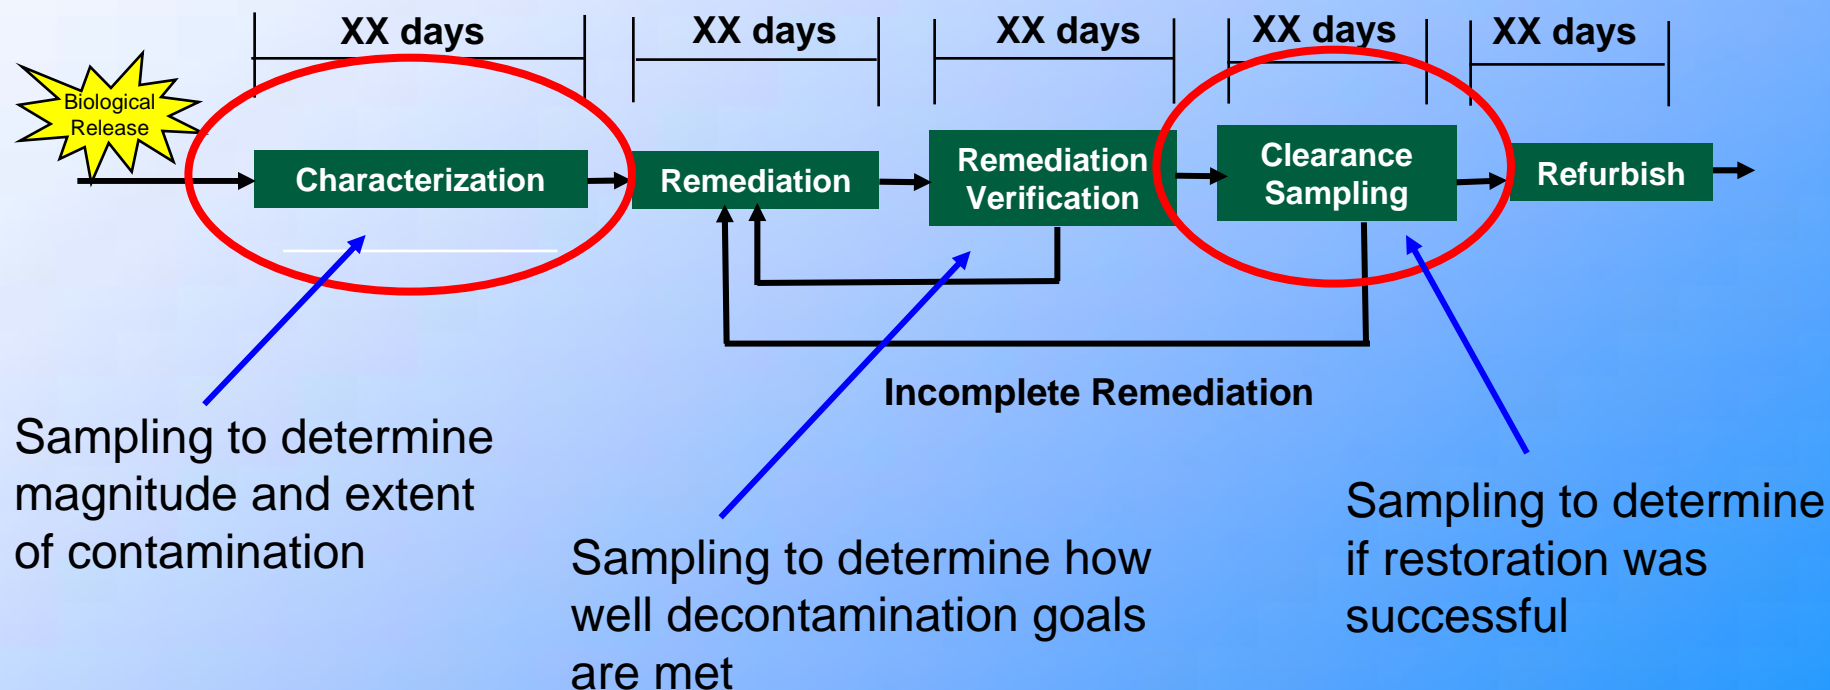 XX days
XX days
XX days
XX days
XX days
Biological
Release
Characterization
Remediation
Remediation
Verification
Clearance
Sampling
Refurbish
Incomplete Remediation
Sampling to determine
magnitude and extent
of contamination
Sampling to determine how
well decontamination goals
are met
Sampling to determine
if restoration was
successful